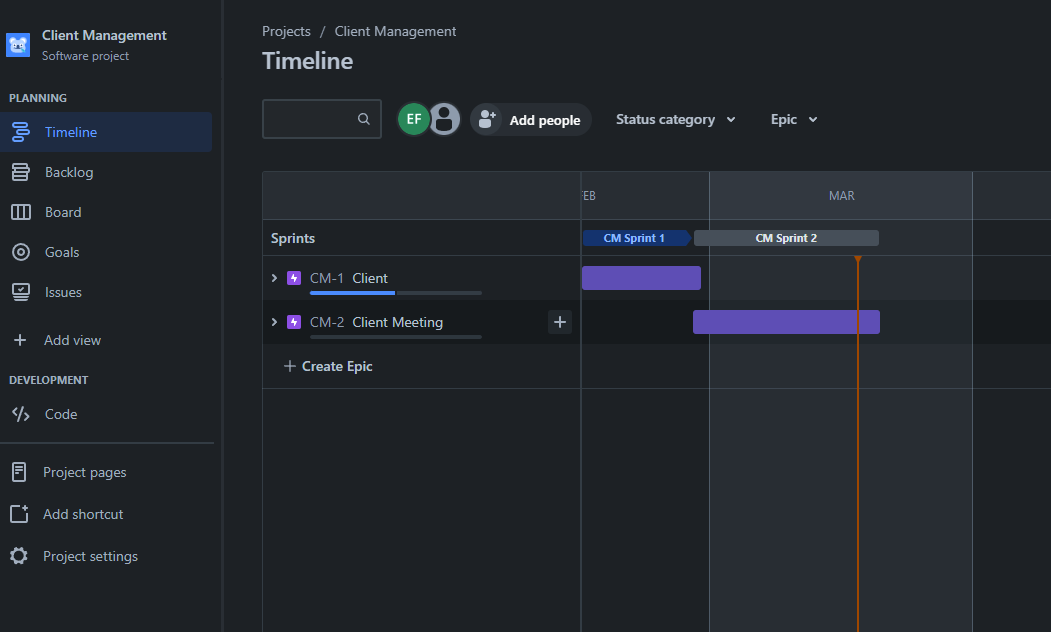 Client Management
Software project
PLANNING
Timeline
Backlog
Board
Goals
Issues
Add view
DEVELOPMENT
Code
Project pages
Add shortcut
Project settings
Projects / Client Management
Timeline
EF
Add people
Status category
Epic
EB
MAR
Sprints
CM Sprint 1
CM Sprint 2
CM-1 Client
CM-2 Client Meeting
Create Epic